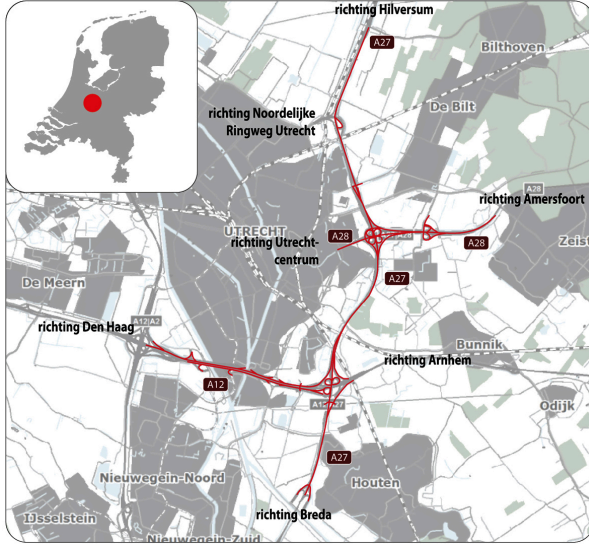 richting Hilversum
A27
Bilthoven
De Bilt
richting Noordelijke
Ringweg Utrecht
A28
richting Amersfoort
UTRECHT
richting Utrecht-
centrum
A28
A28
A28
Zeist
A27
De Meern
richting Den Haag
A12|A2
Bunnik
richting Arnhem
A12
Odijk
A27
Nieuwegein-Noord
Houten
richting Breda
IJsselstein
Nieuwegein-Zuid